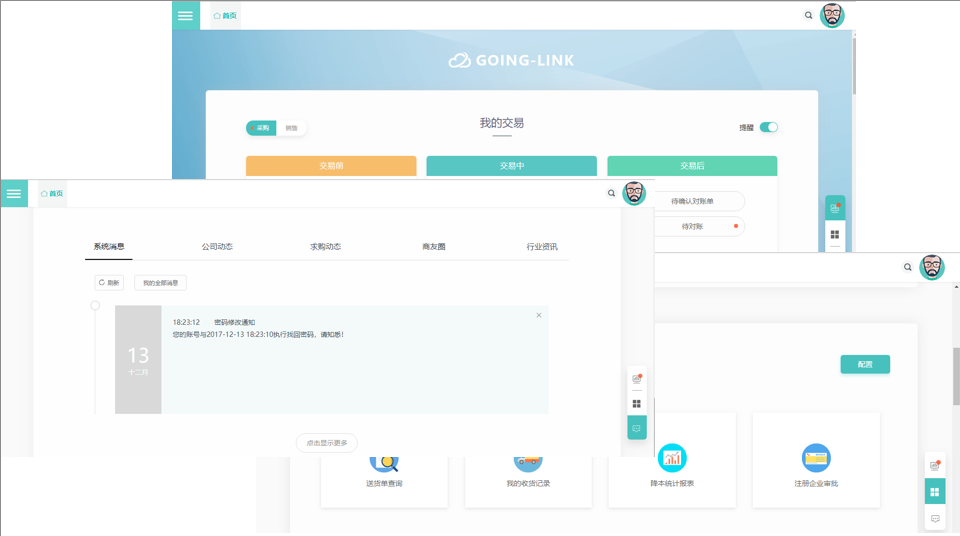 首页
GOING-LINK
我的交易
采购
销售
提醒
交易前
交易中
交易后
待确认对账单
待对账
首页
系统消息
公司动态
求购动态
商友圈
行业资讯
刷新
我的全部消息
13
十二月
18:23:12 密码修改通知
您的账号与2017-12-13 18:23:10执行找回密码，请知悉！
点击显示更多
配置
送货单查询
我的收货记录
降本统计报表
注册企业审批